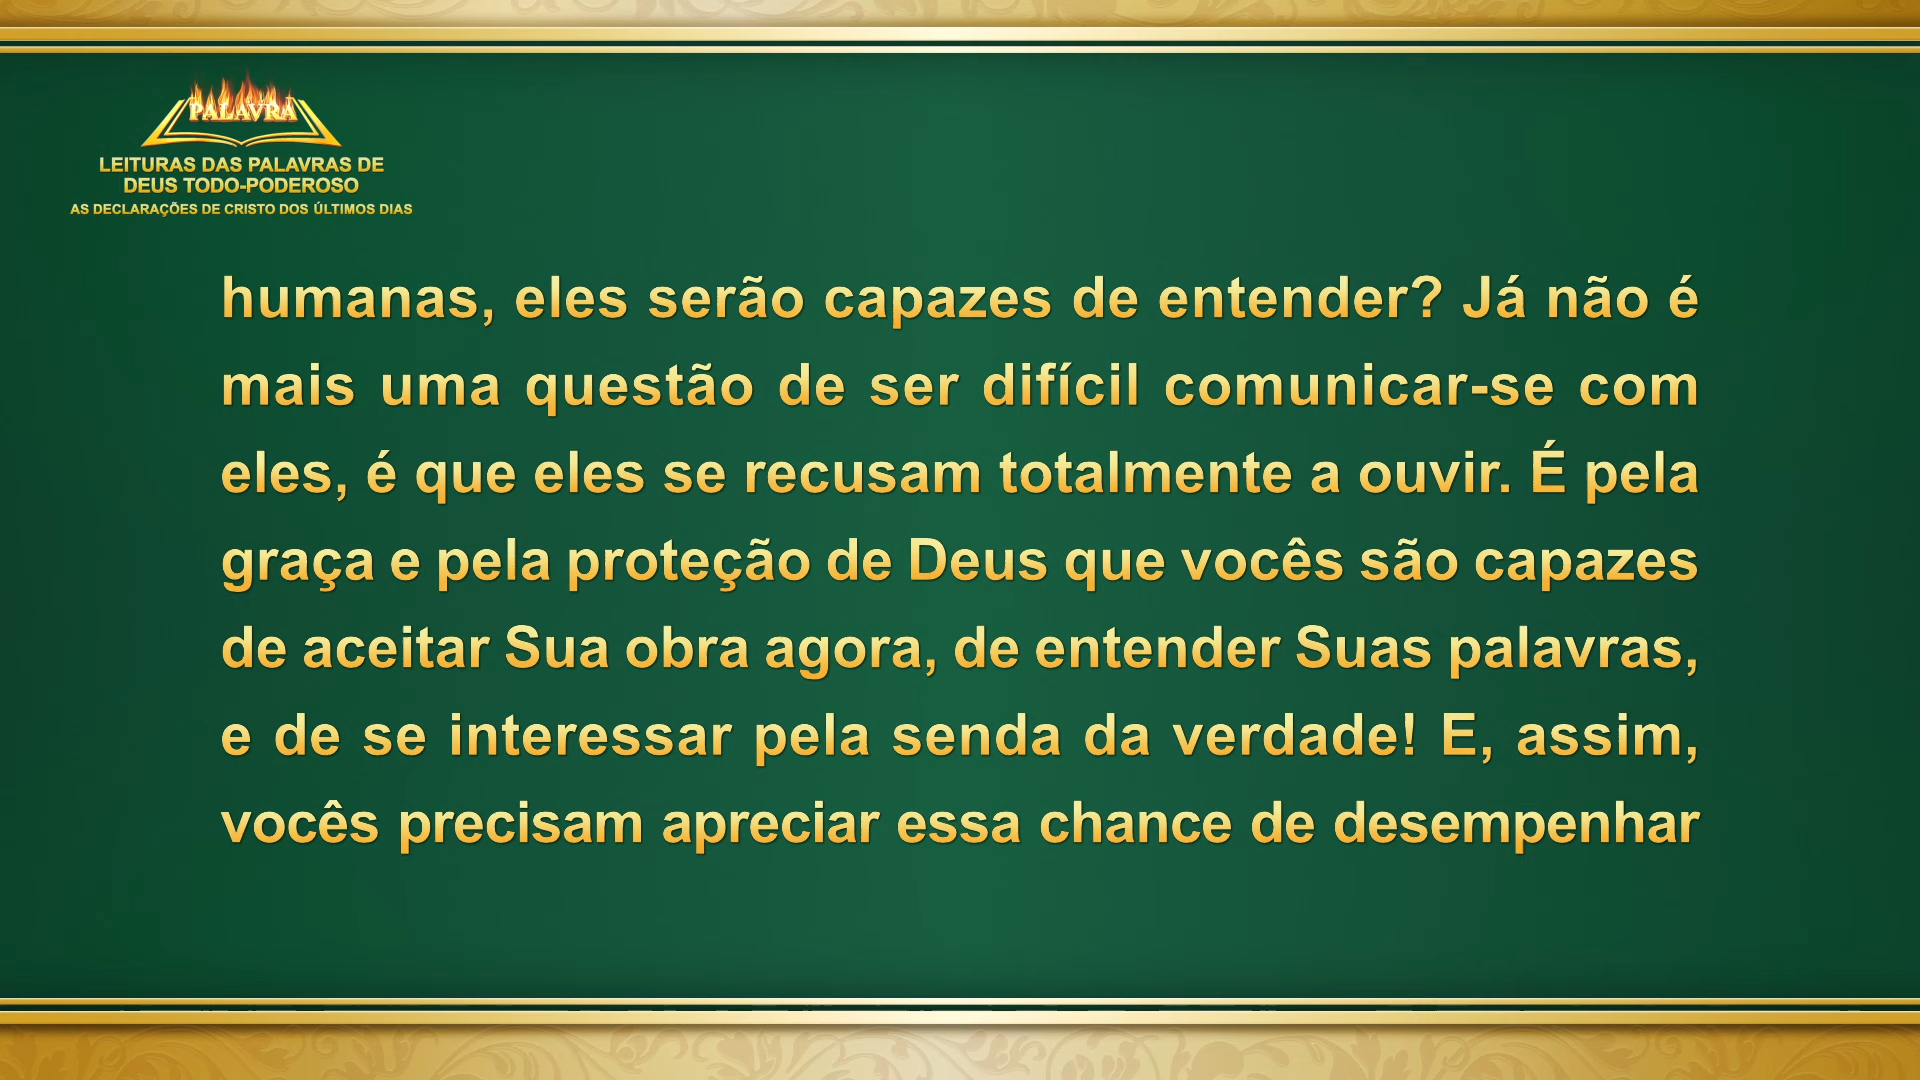 PALAVRA
LEITURAS DAS PALAVRAS DE
DEUS TODO-PODEROSO
AS DECLARAÇÕES DE CRISTO DOS ÚLTIMOS DIAS
humanas, eles serão capazes de entender? Já não é
mais uma questão de ser difícil comunicar-se com
eles, é que eles se recusam totalmente a ouvir. É pela
graça e pela proteção de Deus que vocês são capazes
de aceitar Sua obra agora, de entender Suas palavras,
e de se interessar pela senda da verdade! E, assim,
vocês precisam apreciar essa chance de desempenhar